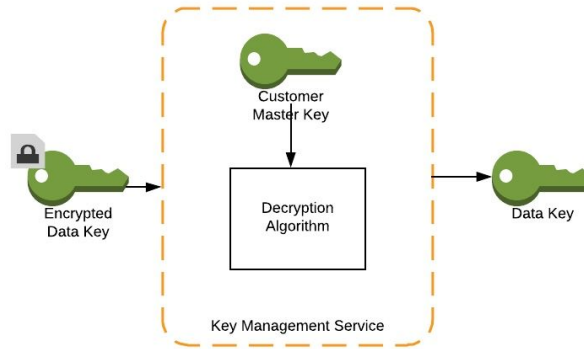 Customer
Master Key
Encrypted
Data Key
Decryption
Algorithm
Data Key
Key Management Service